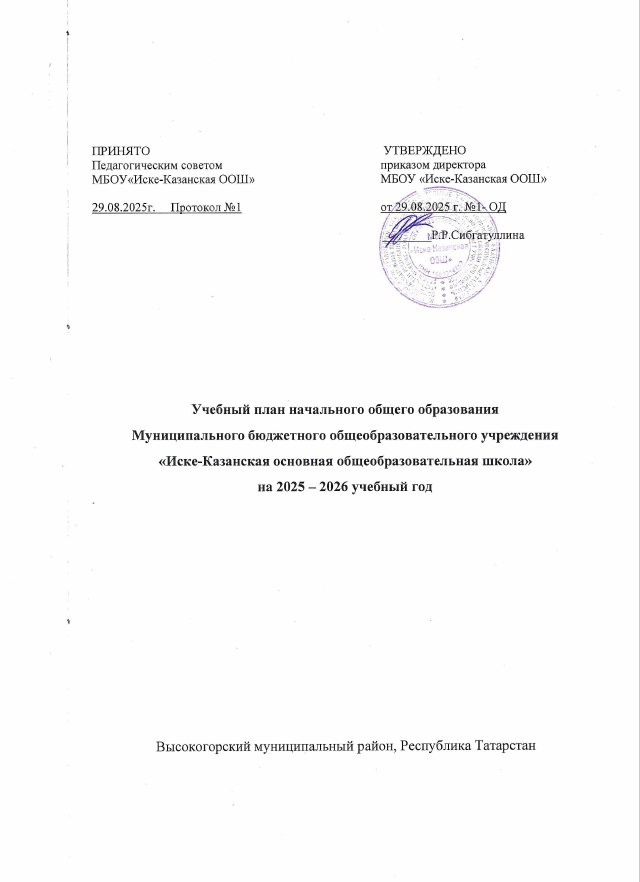 ПРИНЯТО
Педагогическим советом
МБОУ«Иске-Казанская ООШ»
29.08.2025г. Протокол №1
УТВЕРЖДЕНО
приказом директора
МБОУ «Иске-Казанская ООШ»
от 29.08.2025 г. №1- ОД
Р.Р.Сибгатуллина
Учебный план начального общего образования
Муниципального бюджетного общеобразовательного учреждения
«Иске-Казанская основная общеобразовательная школа»
на 2025 – 2026 учебный год
Высокогорский муниципальный район, Республика Татарстан